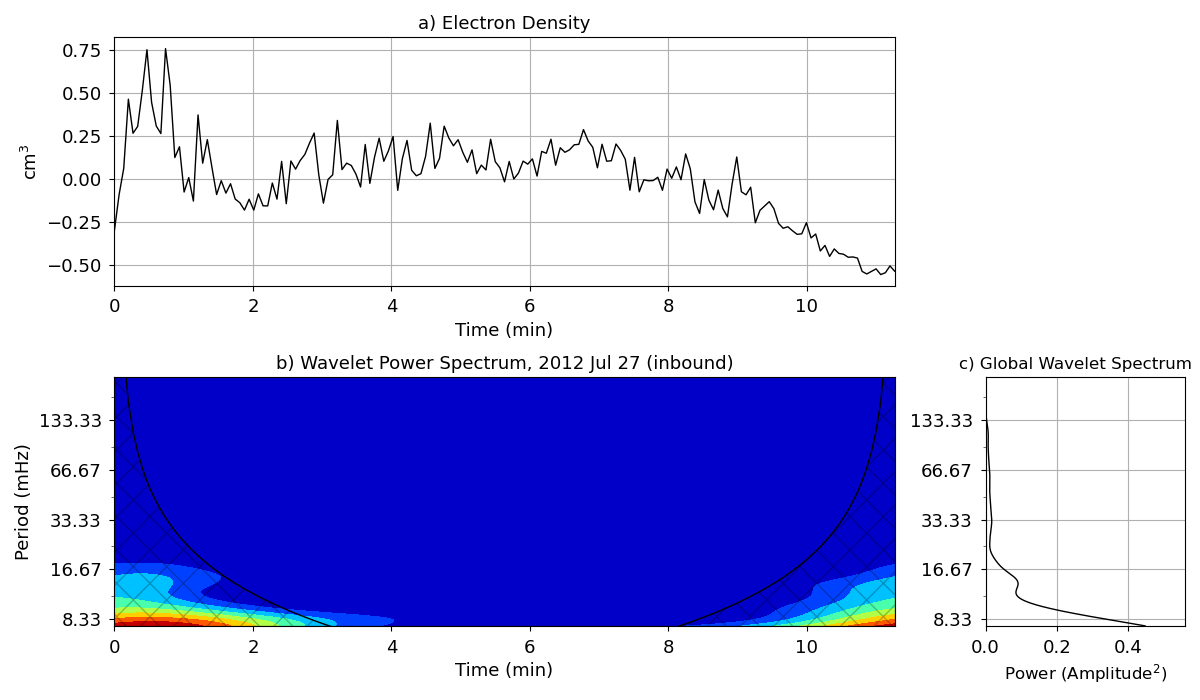 a) Electron Density
0.75
0.50
0.25
0.00
−0.25
−0.50
cm³
0 2 4 6 8 10
Time (min)
b) Wavelet Power Spectrum, 2012 Jul 27 (inbound)
133.33
66.67
33.33
16.67
8.33
Period (mHz)
0 2 4 6 8 10
Time (min)
c) Global Wavelet Spectrum
133.33
66.67
33.33
16.67
8.33
0.0 0.2 0.4
Power (Amplitude²)